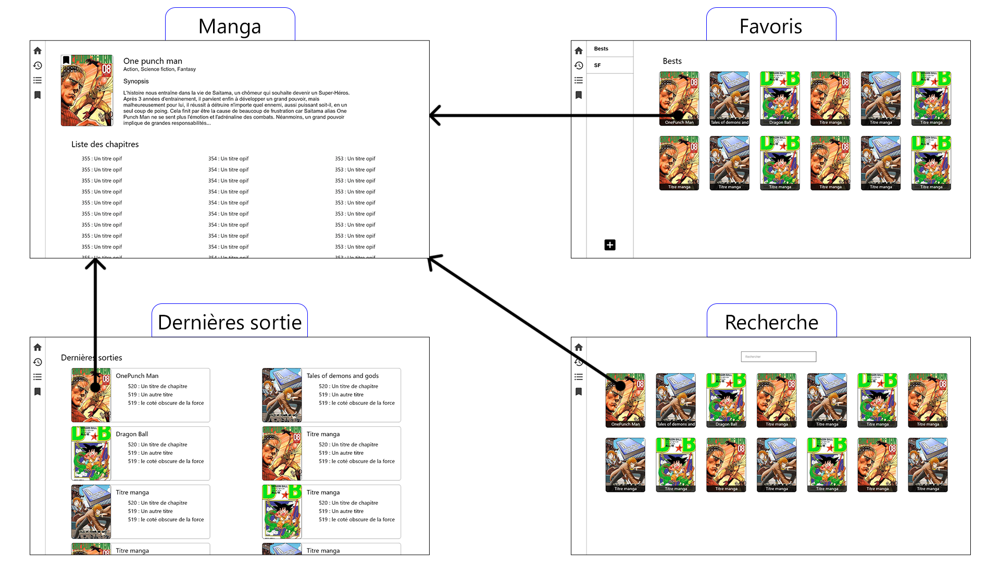 Manga
One punch man
Action, Science fiction, Fantasy
Synopsis
L'histoire nous entraîne dans la vie de Saitama, un chômeur qui souhaite devenir un Super-Héros.
Après 3 années d'entrainement, il parvient enfin à développer un grand pouvoir, mais
malheureusement pour lui, il réussit à détruire n'importe quel ennemi, aussi puissant soit-il, en un
seul coup de poing. Cela finit par être la cause de beaucoup de frustration car Saitama alias One
Punch Man ne se sent plus l'émotion et l'adrénaline des combats. Néanmoins, un grand pouvoir
implique de grandes responsabilités...
Liste des chapitres
355 : Un titre opif 354 : Un titre opif 353 : Un titre opif
355 : Un titre opif 354 : Un titre opif 353 : Un titre opif
355 : Un titre opif 354 : Un titre opif 353 : Un titre opif
355 : Un titre opif 354 : Un titre opif 353 : Un titre opif
355 : Un titre opif 354 : Un titre opif 353 : Un titre opif
355 : Un titre opif 354 : Un titre opif 353 : Un titre opif
355 : Un titre opif 354 : Un titre opif 353 : Un titre opif
355 : Un titre opif 354 : Un titre opif 353 : Un titre opif
355 : Un titre opif 354 : Un titre opif 353 : Un titre opif
355 : Un titre opif 354 : Un titre opif 353 : Un titre opif
Favoris
Bests
SF
Bests
OnePunch Man Tales of demons and Dragon Ball Titre manga Titre manga Titre manga
Titre manga Titre manga Titre manga Titre manga Titre manga Titre manga
Dernières sortie
Dernières sorties
OnePunch Man
520 : Un titre de chapitre
519 : Un autre titre
519 : le coté obscure de la force
Tales of demons and gods
520 : Un titre de chapitre
519 : Un autre titre
519 : le coté obscure de la force
Dragon Ball
520 : Un titre de chapitre
519 : Un autre titre
519 : le coté obscure de la force
Titre manga
520 : Un titre de chapitre
519 : Un autre titre
519 : le coté obscure de la force
Titre manga
520 : Un titre de chapitre
519 : Un autre titre
519 : le coté obscure de la force
Titre manga
520 : Un titre de chapitre
519 : Un autre titre
519 : le coté obscure de la force
Titre manga
Titre manga
Recherche
Rechercher
OnePunch Man Tales of demons and Dragon Ball Titre manga Titre manga Titre manga Titre manga
Titre manga Titre manga Titre manga Titre manga Titre manga Titre manga Titre manga